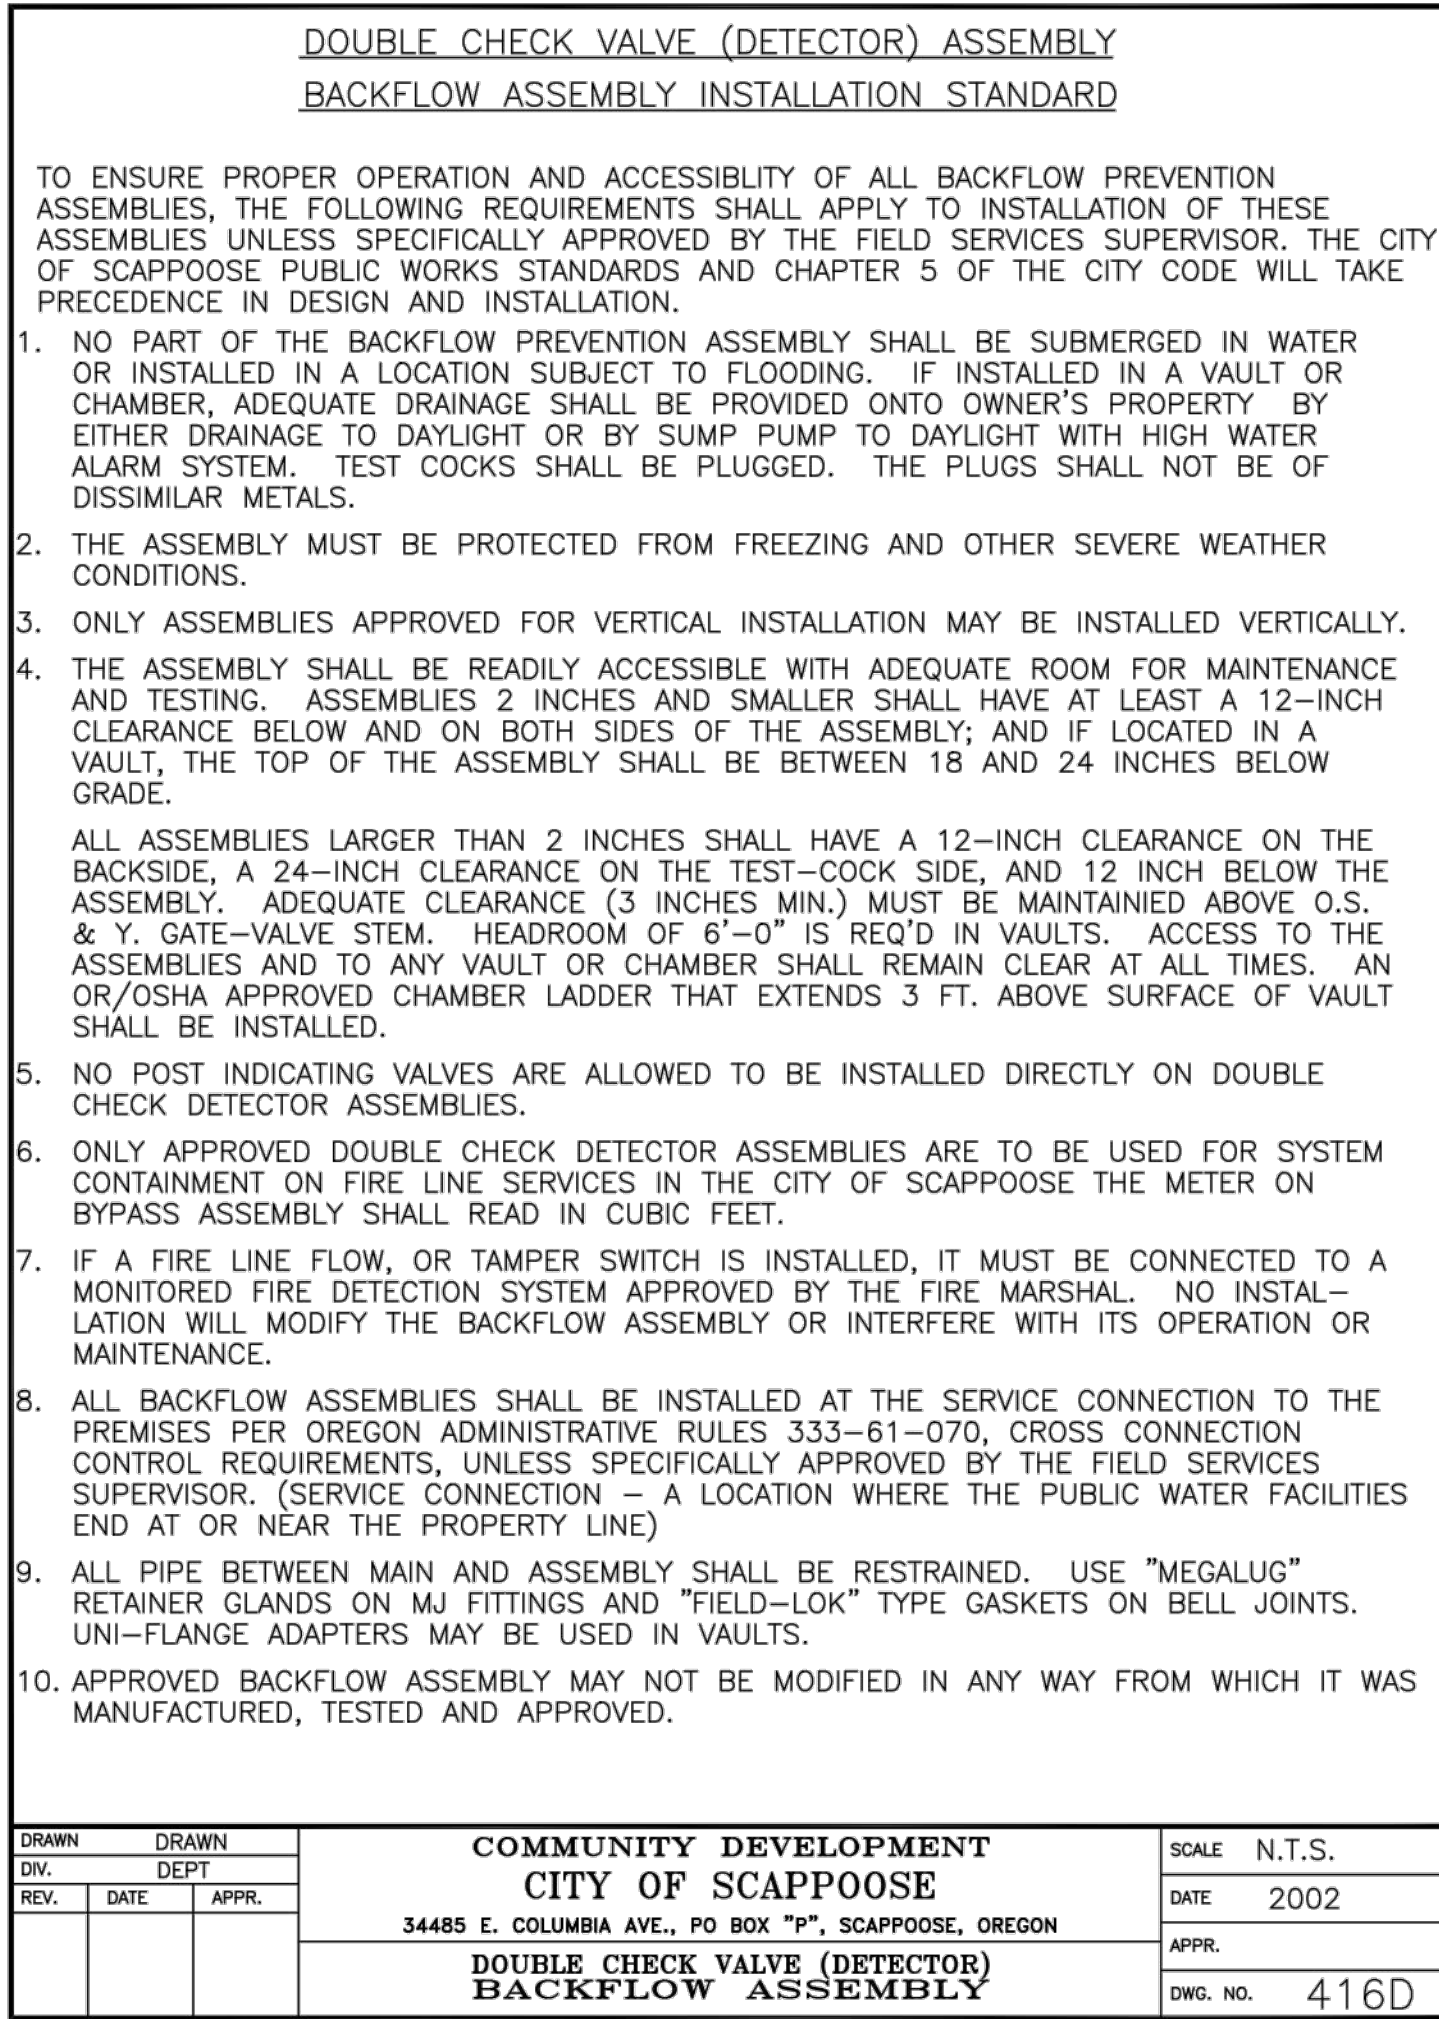 DOUBLE CHECK VALVE (DETECTOR) ASSEMBLY
BACKFLOW ASSEMBLY INSTALLATION STANDARD
TO ENSURE PROPER OPERATION AND ACCESSIBLITY OF ALL BACKFLOW PREVENTION
ASSEMBLIES, THE FOLLOWING REQUIREMENTS SHALL APPLY TO INSTALLATION OF THESE
ASSEMBLIES UNLESS SPECIFICALLY APPROVED BY THE FIELD SERVICES SUPERVISOR. THE CITY
OF SCAPPOOSE PUBLIC WORKS STANDARDS AND CHAPTER 5 OF THE CITY CODE WILL TAKE
PRECEDENCE IN DESIGN AND INSTALLATION.
1. NO PART OF THE BACKFLOW PREVENTION ASSEMBLY SHALL BE SUBMERGED IN WATER
OR INSTALLED IN A LOCATION SUBJECT TO FLOODING. IF INSTALLED IN A VAULT OR
CHAMBER, ADEQUATE DRAINAGE SHALL BE PROVIDED ONTO OWNER'S PROPERTY BY
EITHER DRAINAGE TO DAYLIGHT OR BY SUMP PUMP TO DAYLIGHT WITH HIGH WATER
ALARM SYSTEM. TEST COCKS SHALL BE PLUGGED. THE PLUGS SHALL NOT BE OF
DISSIMILAR METALS.
2. THE ASSEMBLY MUST BE PROTECTED FROM FREEZING AND OTHER SEVERE WEATHER
CONDITIONS.
3. ONLY ASSEMBLIES APPROVED FOR VERTICAL INSTALLATION MAY BE INSTALLED VERTICALLY.
4. THE ASSEMBLY SHALL BE READILY ACCESSIBLE WITH ADEQUATE ROOM FOR MAINTENANCE
AND TESTING. ASSEMBLIES 2 INCHES AND SMALLER SHALL HAVE AT LEAST A 12-INCH
CLEARANCE BELOW AND ON BOTH SIDES OF THE ASSEMBLY; AND IF LOCATED IN A
VAULT, THE TOP OF THE ASSEMBLY SHALL BE BETWEEN 18 AND 24 INCHES BELOW
GRADE.
ALL ASSEMBLIES LARGER THAN 2 INCHES SHALL HAVE A 12-INCH CLEARANCE ON THE
BACKSIDE, A 24-INCH CLEARANCE ON THE TEST-COCK SIDE, AND 12 INCH BELOW THE
ASSEMBLY. ADEQUATE CLEARANCE (3 INCHES MIN.) MUST BE MAINTAINIED ABOVE O.S.
& Y. GATE-VALVE STEM. HEADROOM OF 6'-0" IS REQ'D IN VAULTS. ACCESS TO THE
ASSEMBLIES AND TO ANY VAULT OR CHAMBER SHALL REMAIN CLEAR AT ALL TIMES. AN
OR/OSHA APPROVED CHAMBER LADDER THAT EXTENDS 3 FT. ABOVE SURFACE OF VAULT
SHALL BE INSTALLED.
5. NO POST INDICATING VALVES ARE ALLOWED TO BE INSTALLED DIRECTLY ON DOUBLE
CHECK DETECTOR ASSEMBLIES.
6. ONLY APPROVED DOUBLE CHECK DETECTOR ASSEMBLIES ARE TO BE USED FOR SYSTEM
CONTAINMENT ON FIRE LINE SERVICES IN THE CITY OF SCAPPOOSE THE METER ON
BYPASS ASSEMBLY SHALL READ IN CUBIC FEET.
7. IF A FIRE LINE FLOW, OR TAMPER SWITCH IS INSTALLED, IT MUST BE CONNECTED TO A
MONITORED FIRE DETECTION SYSTEM APPROVED BY THE FIRE MARSHAL. NO INSTAL-
LATION WILL MODIFY THE BACKFLOW ASSEMBLY OR INTERFERE WITH ITS OPERATION OR
MAINTENANCE.
8. ALL BACKFLOW ASSEMBLIES SHALL BE INSTALLED AT THE SERVICE CONNECTION TO THE
PREMISES PER OREGON ADMINISTRATIVE RULES 333-61-070, CROSS CONNECTION
CONTROL REQUIREMENTS, UNLESS SPECIFICALLY APPROVED BY THE FIELD SERVICES
SUPERVISOR. (SERVICE CONNECTION - A LOCATION WHERE THE PUBLIC WATER FACILITIES
END AT OR NEAR THE PROPERTY LINE)
9. ALL PIPE BETWEEN MAIN AND ASSEMBLY SHALL BE RESTRAINED. USE "MEGALUG"
RETAINER GLANDS ON MJ FITTINGS AND "FIELD-LOK" TYPE GASKETS ON BELL JOINTS.
UNI-FLANGE ADAPTERS MAY BE USED IN VAULTS.
10. APPROVED BACKFLOW ASSEMBLY MAY NOT BE MODIFIED IN ANY WAY FROM WHICH IT WAS
MANUFACTURED, TESTED AND APPROVED.
DRAWN DRAWN
DIV. DEPT
REV. DATE APPR.
COMMUNITY DEVELOPMENT
CITY OF SCAPPOOSE
34485 E. COLUMBIA AVE., PO BOX "P", SCAPPOOSE, OREGON
DOUBLE CHECK VALVE (DETECTOR)
BACKFLOW ASSEMBLY
SCALE N.T.S.
DATE 2002
APPR.
DWG. NO. 416D